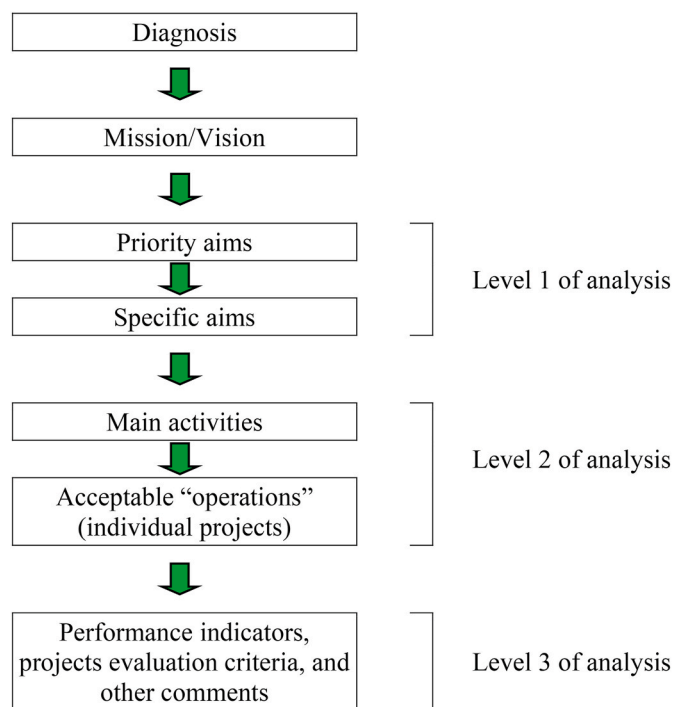 Diagnosis
Mission/Vision
Priority aims
Level 1 of analysis
Specific aims
Main activities
Level 2 of analysis
Acceptable “operations”
(individual projects)
Performance indicators,
projects evaluation criteria, and
other comments
Level 3 of analysis